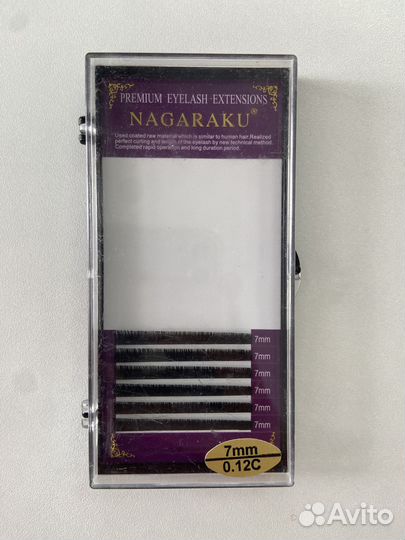 PREMIUM EYELASH EXTENSIONS
NAGARAKU®
Used coated raw material which is similar to human hair.Realized
perfect curling and length of the eyelash by new technical method.
Completed rapid operation and long duration period.
7mm
7mm
7mm
7mm
7mm
7mm
7mm
0.12C
Avito